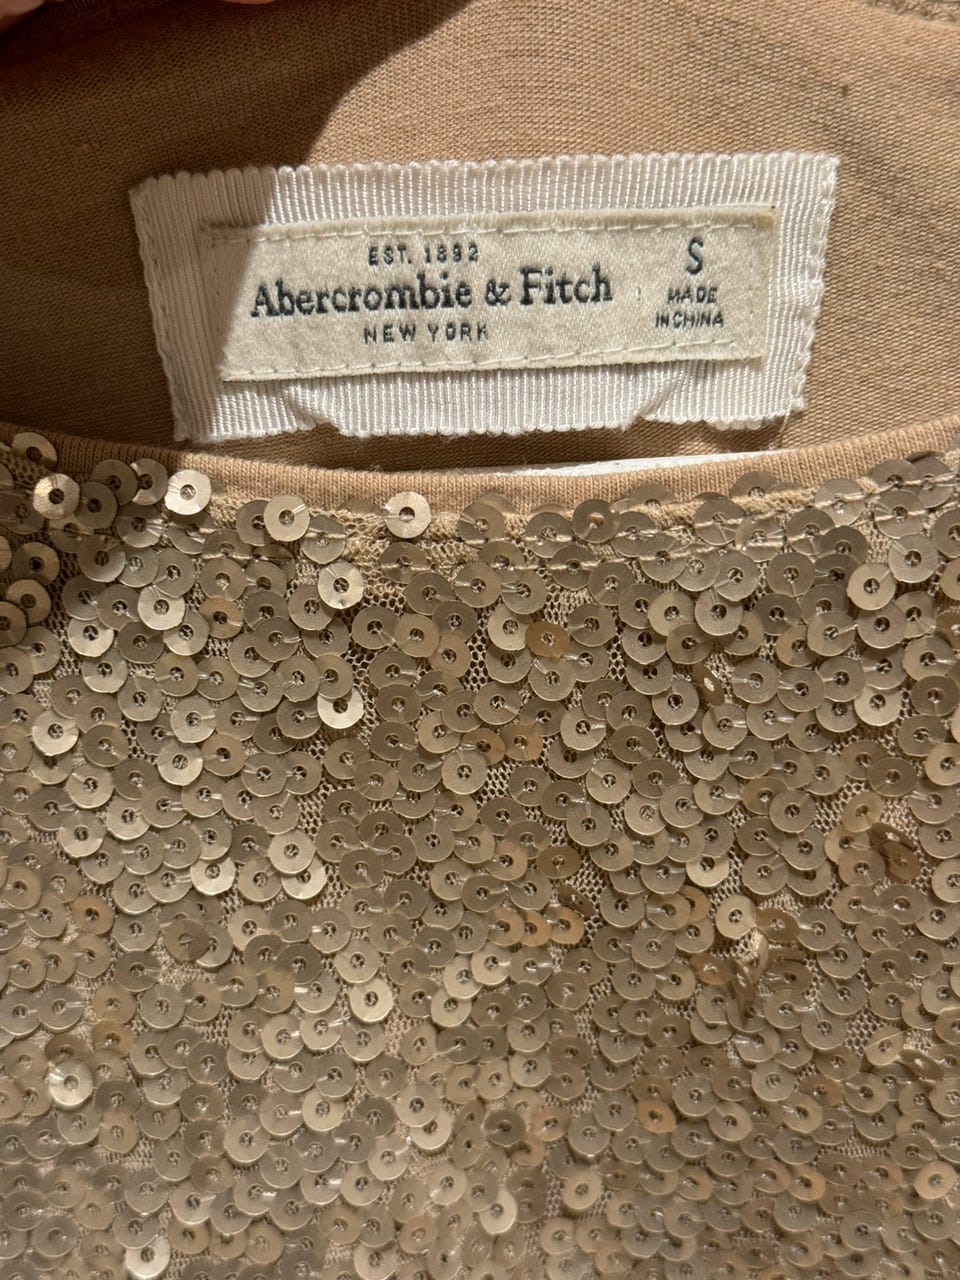 EST. 1892
Abercrombie & Fitch
NEW YORK
S
MADE
IN CHINA